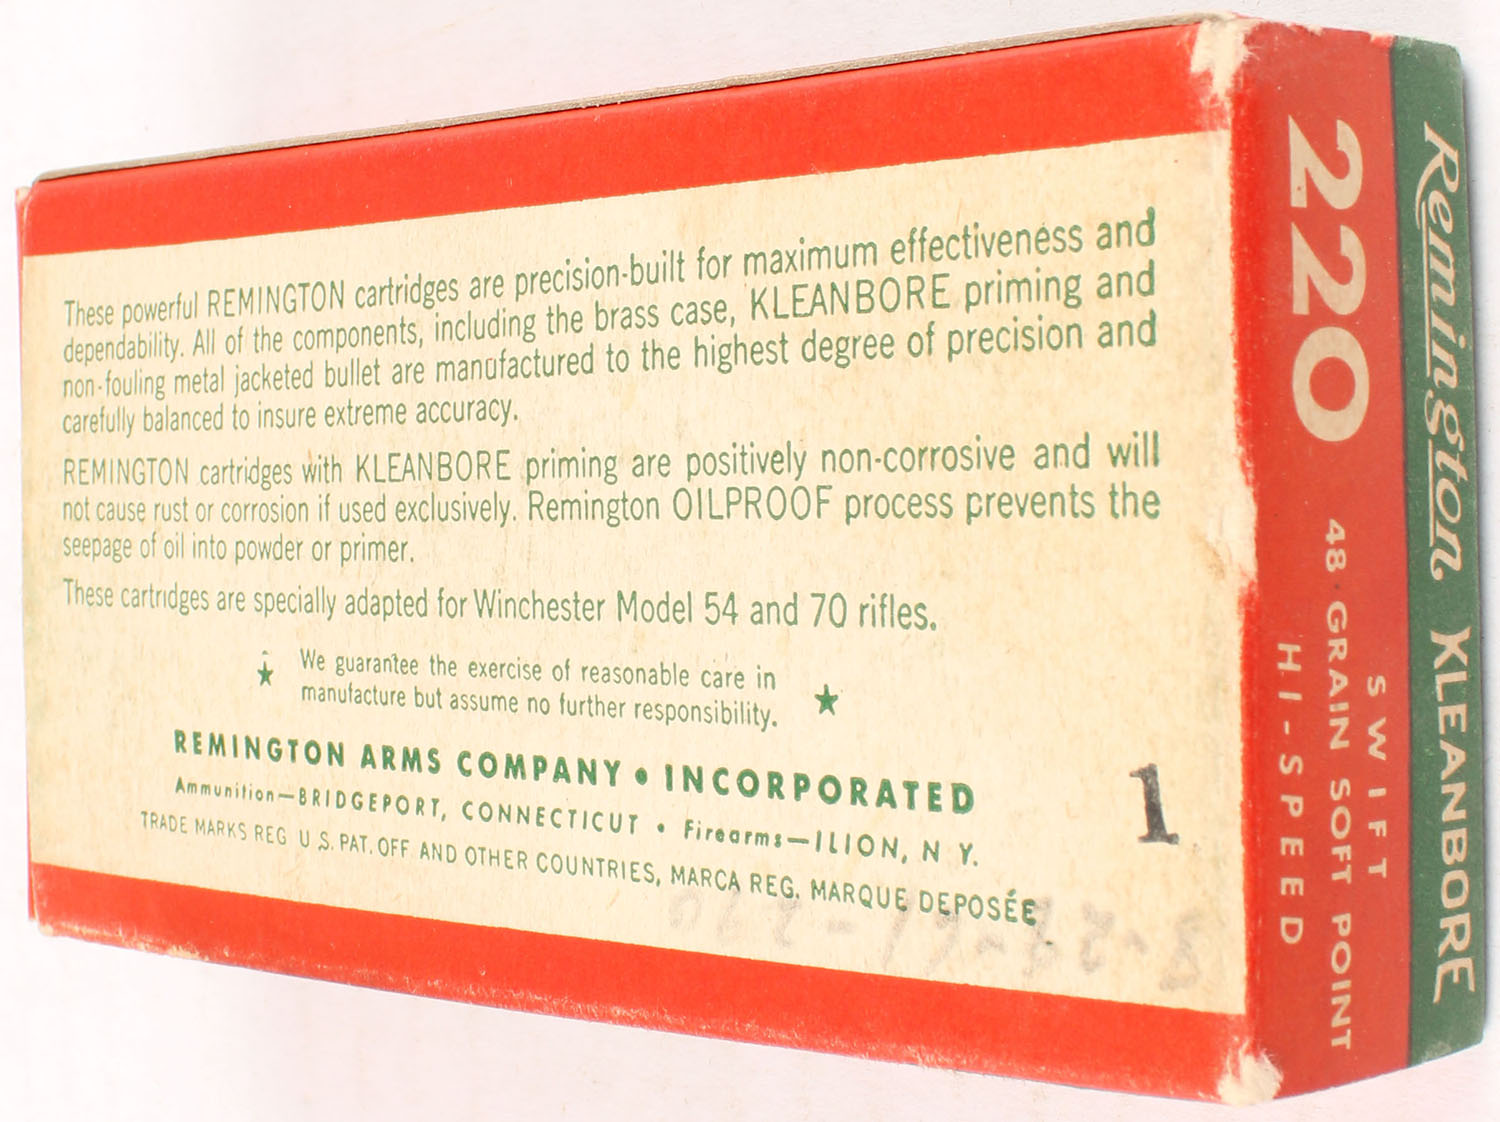 These powerful REMINGTON cartridges are precision-built for maximum effectiveness and
dependability. All of the components, including the brass case, KLEANBORE priming and
non-fouling metal jacketed bullet are manufactured to the highest degree of precision and
carefully balanced to insure extreme accuracy.
REMINGTON cartridges with KLEANBORE priming are positively non-corrosive and will
not cause rust or corrosion if used exclusively. Remington OILPROOF process prevents the
seepage of oil into powder or primer.
These cartridges are specially adapted for Winchester Model 54 and 70 rifles.
★ We guarantee the exercise of reasonable care in
manufacture but assume no further responsibility. ★
REMINGTON ARMS COMPANY • INCORPORATED
Ammunition—BRIDGEPORT, CONNECTICUT • Firearms—ILION, N Y.
TRADE MARKS REG U.S. PAT. OFF AND OTHER COUNTRIES, MARCA REG. MARQUE DEPOSÉE
1
Remington KLEANBORE
220 SWIFT
48 GRAIN SOFT POINT
HI-SPEED